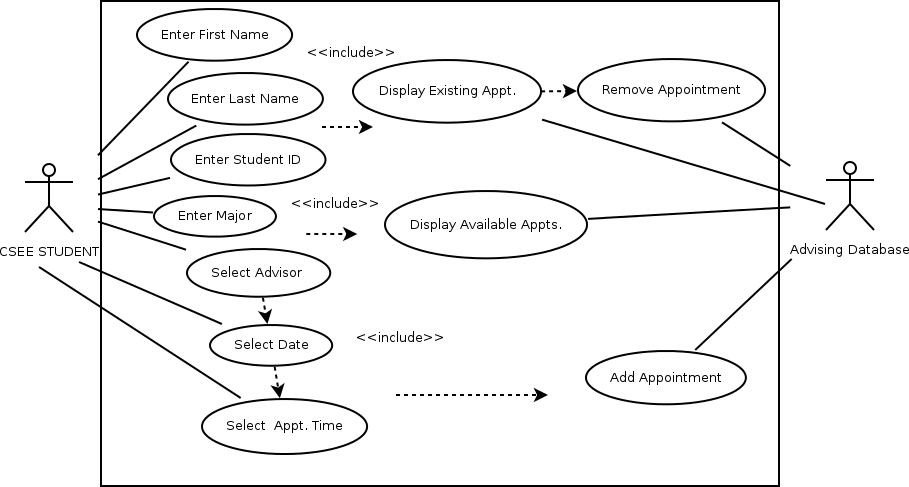 Enter First Name
<<include>>
Enter Last Name
Display Existing Appt.
Remove Appointment
Enter Student ID
Enter Major
<<include>>
Display Available Appts.
CSEE STUDENT
Advising Database
Select Advisor
Select Date
<<include>>
Add Appointment
Select  Appt. Time